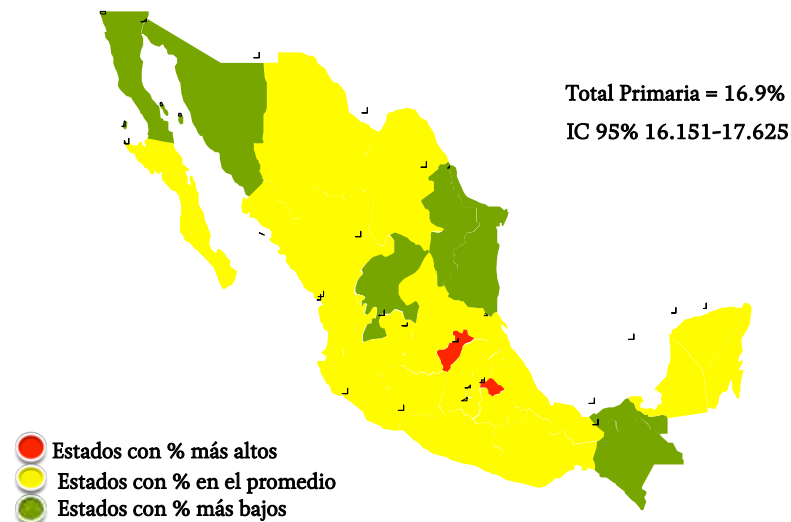 Total Primaria = 16.9%
IC 95% 16.151-17.625
Estados con % más altos
Estados con % en el promedio
Estados con % más bajos